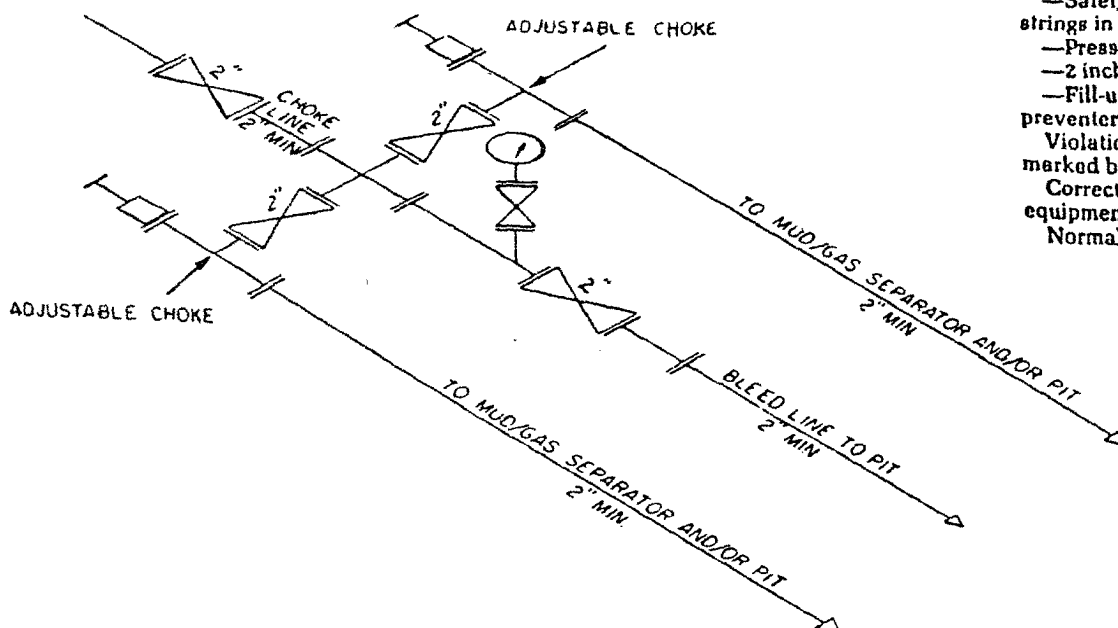 ADJUSTABLE CHOKE
2"
CHOKE
LINE
2" MIN
2"
2"
ADJUSTABLE CHOKE
TO MUD/GAS SEPARATOR AND/OR PIT
2" MIN
2"
BLEED LINE TO PIT
2" MIN
TO MUD/GAS SEPARATOR AND/OR PIT
2" MIN.
strings in
—Press
—2 inch
—Fill-u
preventer
Violatio
marked b
Correct
equipmen
Normal